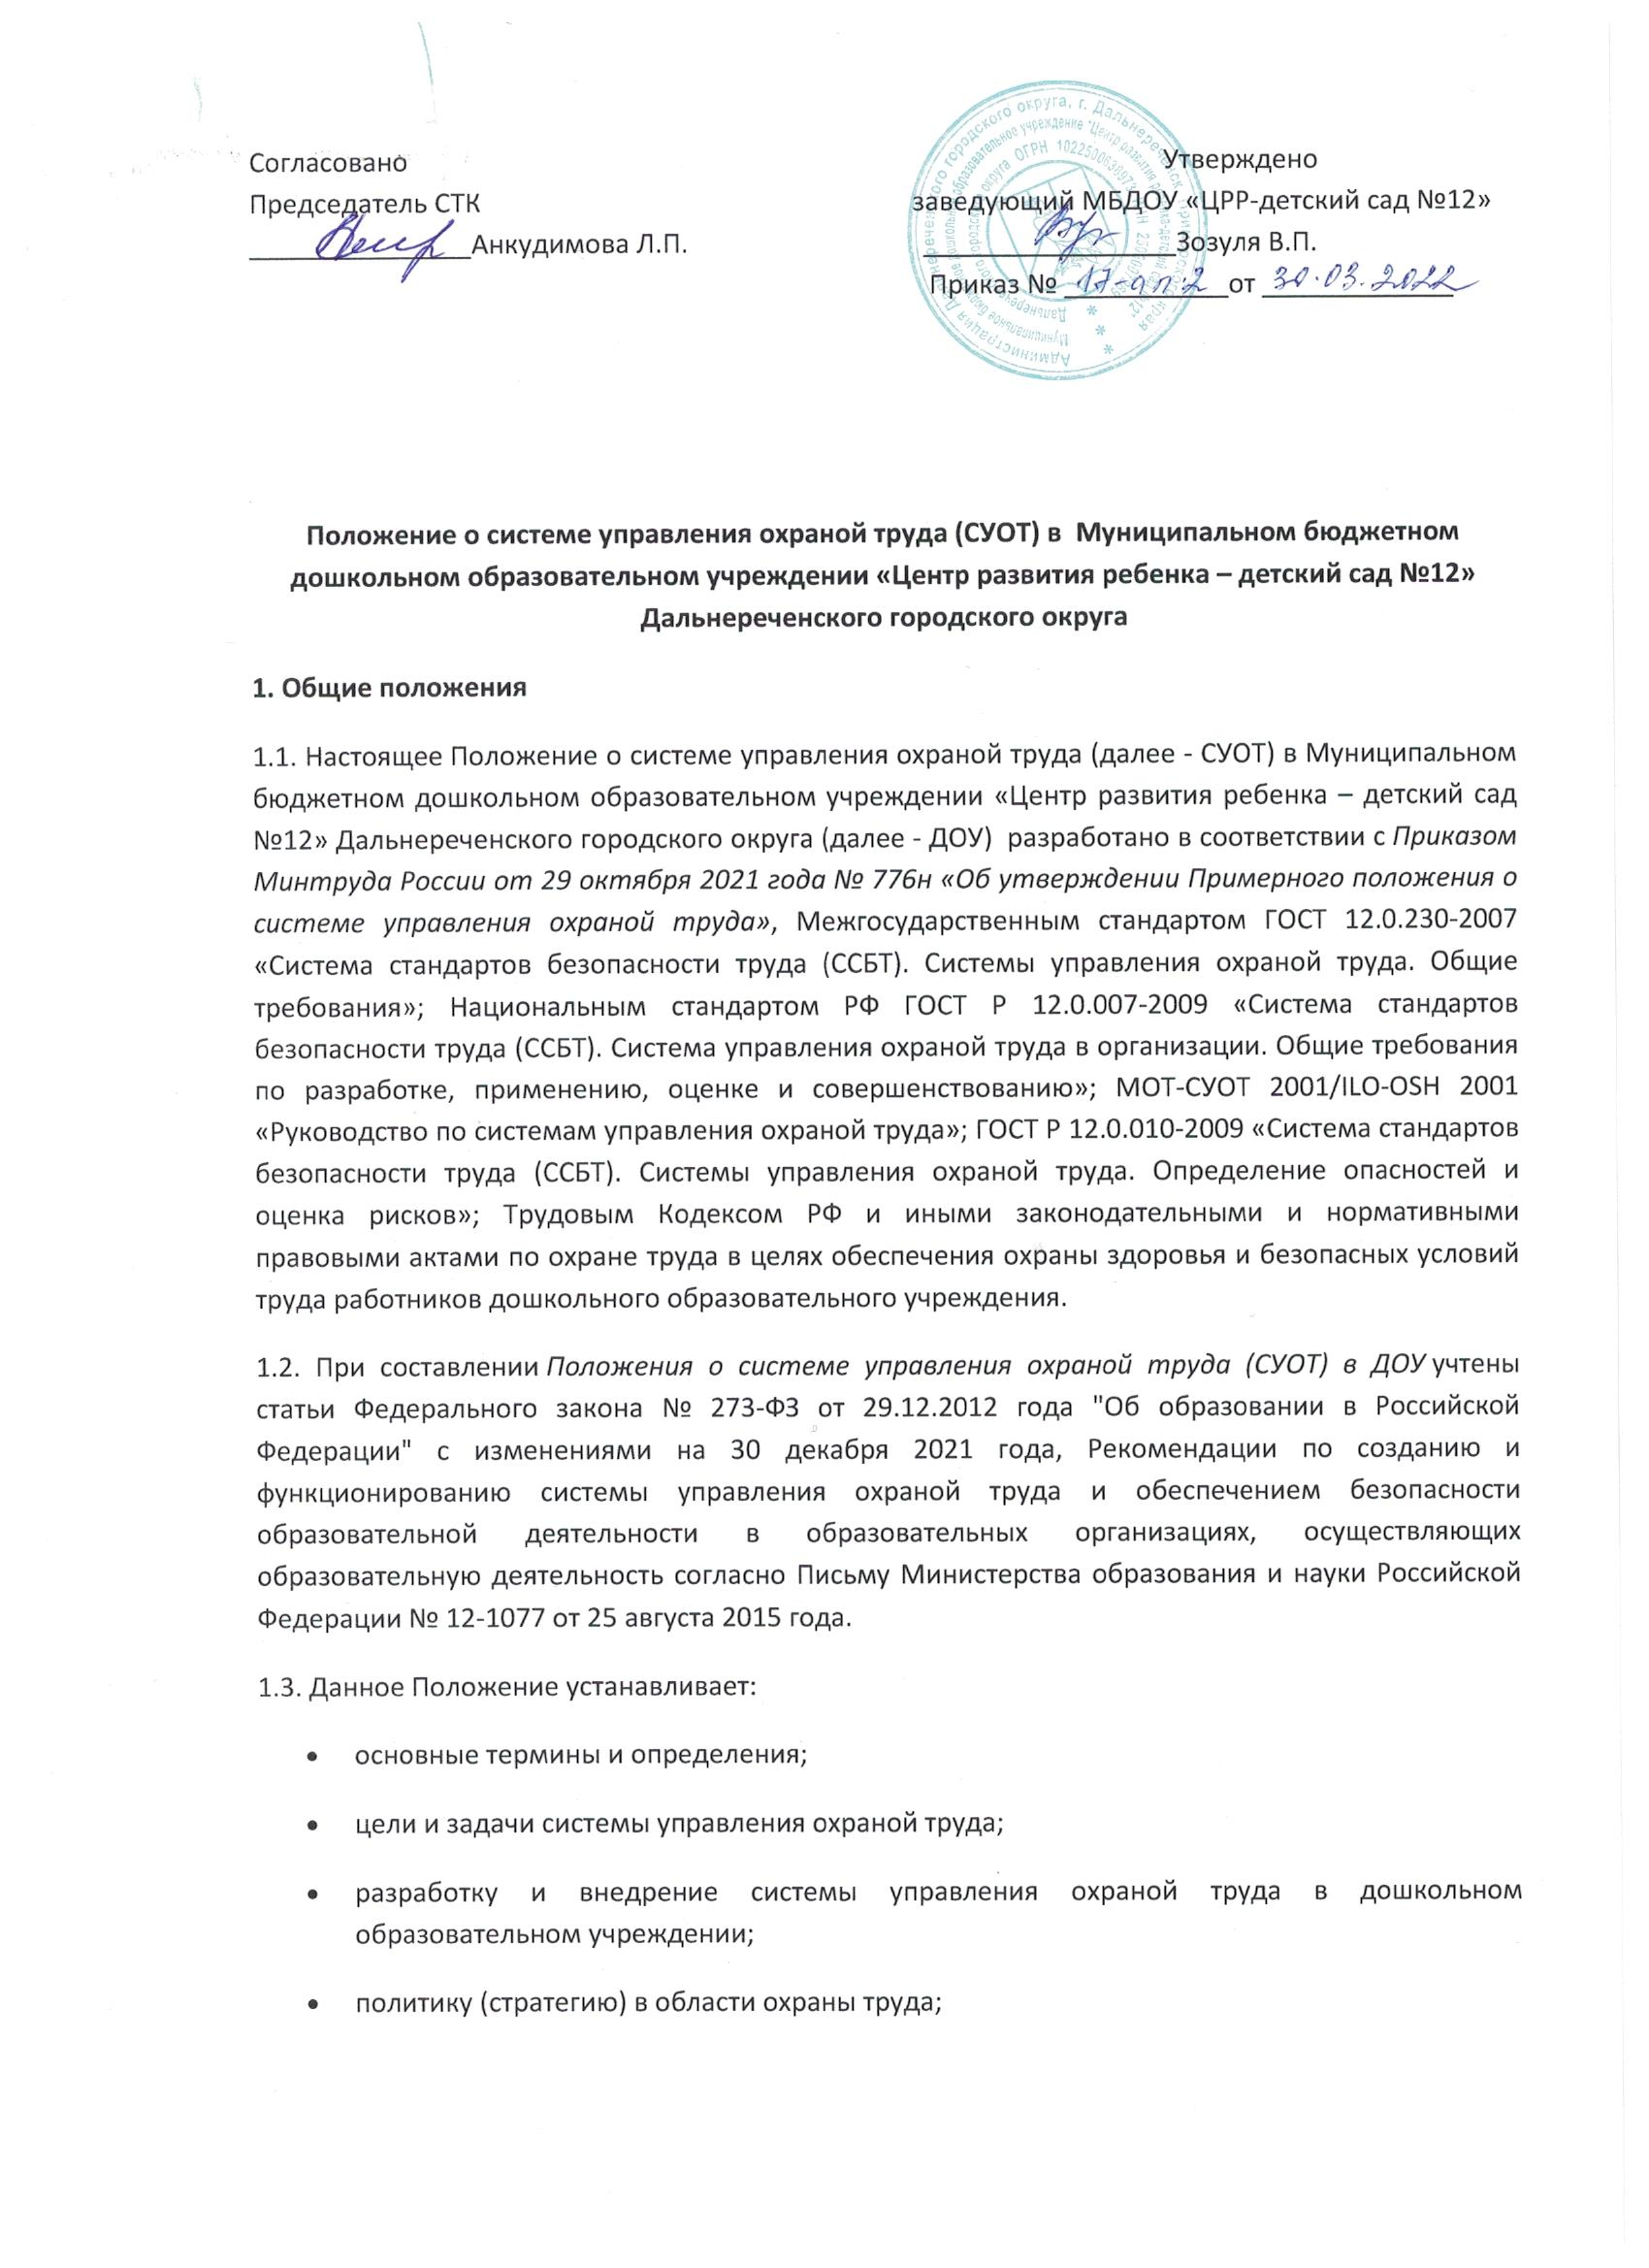 Согласовано
Председатель СТК
Анкудимова Л.П.
Утверждено
заведующий МБДОУ «ЦРР-детский сад №12»
Зозуля В.П.
Приказ № от 30.03.2022
Положение о системе управления охраной труда (СУОТ) в Муниципальном бюджетном
дошкольном образовательном учреждении «Центр развития ребенка – детский сад №12»
Дальнереченского городского округа
1. Общие положения
1.1. Настоящее Положение о системе управления охраной труда (далее - СУОТ) в Муниципальном
бюджетном дошкольном образовательном учреждении «Центр развития ребенка – детский сад
№12» Дальнереченского городского округа (далее - ДОУ) разработано в соответствии с Приказом
Минтруда России от 29 октября 2021 года № 776н «Об утверждении Примерного положения о
системе управления охраной труда», Межгосударственным стандартом ГОСТ 12.0.230-2007
«Система стандартов безопасности труда (ССБТ). Системы управления охраной труда. Общие
требования»; Национальным стандартом РФ ГОСТ Р 12.0.007-2009 «Система стандартов
безопасности труда (ССБТ). Система управления охраной труда в организации. Общие требования
по разработке, применению, оценке и совершенствованию»; МОТ-СУОТ 2001/ILO-OSH 2001
«Руководство по системам управления охраной труда»; ГОСТ Р 12.0.010-2009 «Система стандартов
безопасности труда (ССБТ). Системы управления охраной труда. Определение опасностей и
оценка рисков»; Трудовым Кодексом РФ и иными законодательными и нормативными
правовыми актами по охране труда в целях обеспечения охраны здоровья и безопасных условий
труда работников дошкольного образовательного учреждения.
1.2. При составлении Положения о системе управления охраной труда (СУОТ) в ДОУ учтены
статьи Федерального закона № 273-ФЗ от 29.12.2012 года "Об образовании в Российской
Федерации" с изменениями на 30 декабря 2021 года, Рекомендации по созданию и
функционированию системы управления охраной труда и обеспечением безопасности
образовательной деятельности в образовательных организациях, осуществляющих
образовательную деятельность согласно Письму Министерства образования и науки Российской
Федерации № 12-1077 от 25 августа 2015 года.
1.3. Данное Положение устанавливает:
• основные термины и определения;
• цели и задачи системы управления охраной труда;
• разработку и внедрение системы управления охраной труда в дошкольном
образовательном учреждении;
• политику (стратегию) в области охраны труда;